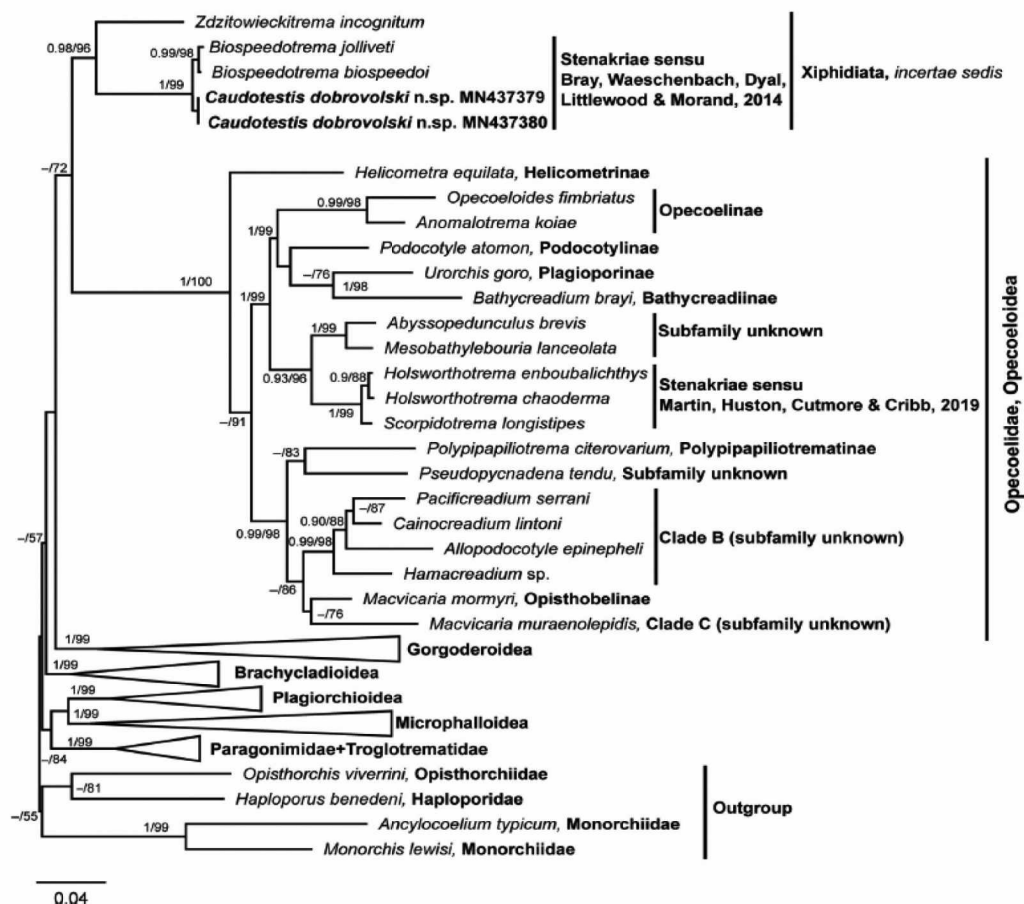 Zdzitowieckitrema incognitum
0.98/96
0.99/98
Biospeedotrema jolliveti
Biospeedotrema biospeedoi
1/99
Caudotestis dobrovolski n.sp. MN437379
Caudotestis dobrovolski n.sp. MN437380
Stenakriae sensu
Bray, Waeschenbach, Dyal,
Littlewood & Morand, 2014
Xiphidiata, incertae sedis
–/72
Helicometra equilata, Helicometrinae
0.99/98
Opecoeloides fimbriatus
Anomalotrema koiae
Opecoelinae
1/99
Podocotyle atomon, Podocotylinae
–/76
Urorchis goro, Plagioporinae
1/100
1/98
1/99
Bathycreadium brayi, Bathycreadiinae
1/99
Abyssopedunculus brevis
Mesobathylebouria lanceolata
Subfamily unknown
0.93/96
0.9/88
Holsworthotrema enboubalichthys
Holsworthotrema chaoderma
1/99
Scorpidotrema longistipes
Stenakriae sensu
Martin, Huston, Cutmore & Cribb, 2019
–/91
–/83
Polypipapiliotrema citerovarium, Polypipapiliotrematinae
Pseudopycnadena tendu, Subfamily unknown
Pacificreadium serrani
–/87
0.90/88
Cainocreadium lintoni
0.99/98
0.99/98
Allopodocotyle epinepheli
Hamacreadium sp.
Clade B (subfamily unknown)
–/86
Macvicaria mormyri, Opisthobelinae
–/76
Macvicaria muraenolepidis, Clade C (subfamily unknown)
Opecoelidae, Opecoeloidea
–/57
1/99
Gorgoderoidea
1/99
Brachycladioidea
1/99
Plagiorchioidea
1/99
Microphalloidea
1/99
Paragonimidae+Troglotrematidae
–/84
Opisthorchis viverrini, Opisthorchiidae
–/81
Haploporus benedeni, Haploporidae
–/55
1/99
Ancylocoelium typicum, Monorchiidae
Monorchis lewisi, Monorchiidae
Outgroup
0.04